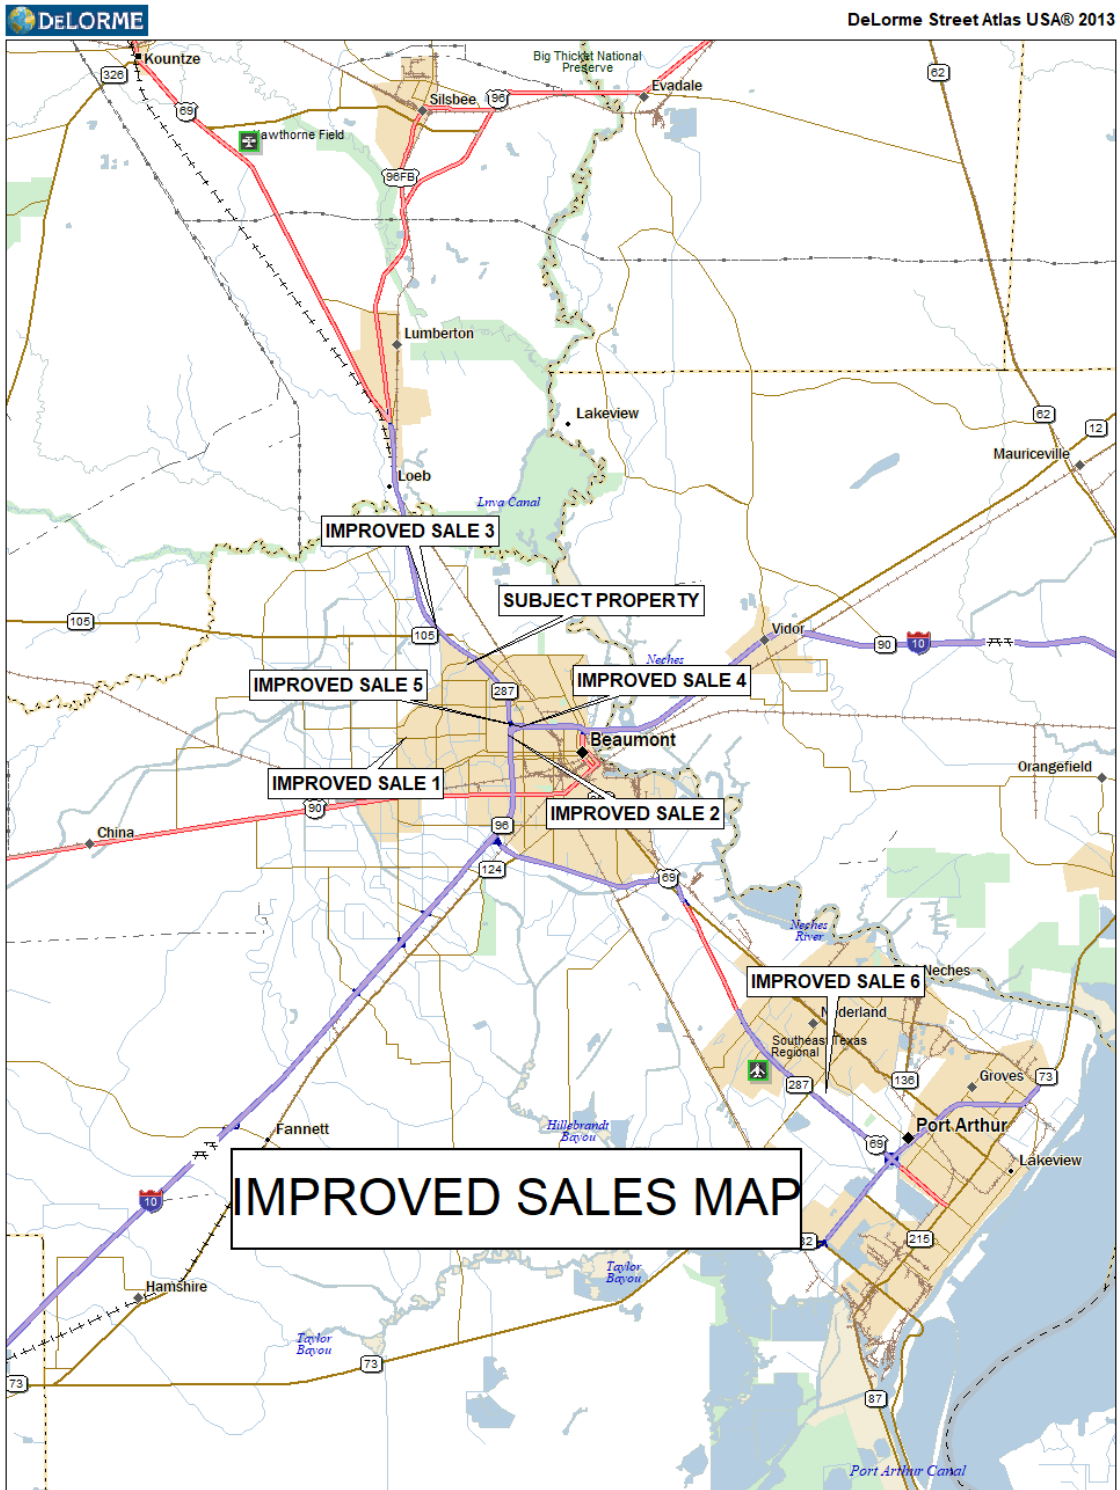 DELORME
DeLorme Street Atlas USA® 2013
Kountze
326
Big Thicket National
Preserve
62
Evadale
Silsbee
96
69
Hawthorne Field
96FB
Lumberton
Lakeview
62
12
Mauriceville
Loeb
Lnva Canal
IMPROVED SALE 3
SUBJECT PROPERTY
105
105
Vidor
90
10
Neches
IMPROVED SALE 5
287
IMPROVED SALE 4
Beaumont
Orangefield
IMPROVED SALE 1
90
IMPROVED SALE 2
China
96
124
69
Neches
River
Neches
IMPROVED SALE 6
Nederland
Southeast Texas
Regional
287
136
Groves
73
Fannett
Hillebrandt
Bayou
Port Arthur
69
Lakeview
10
IMPROVED SALES MAP
82
215
Taylor
Bayou
Hamshire
Taylor
Bayou
73
73
87
Port Arthur Canal